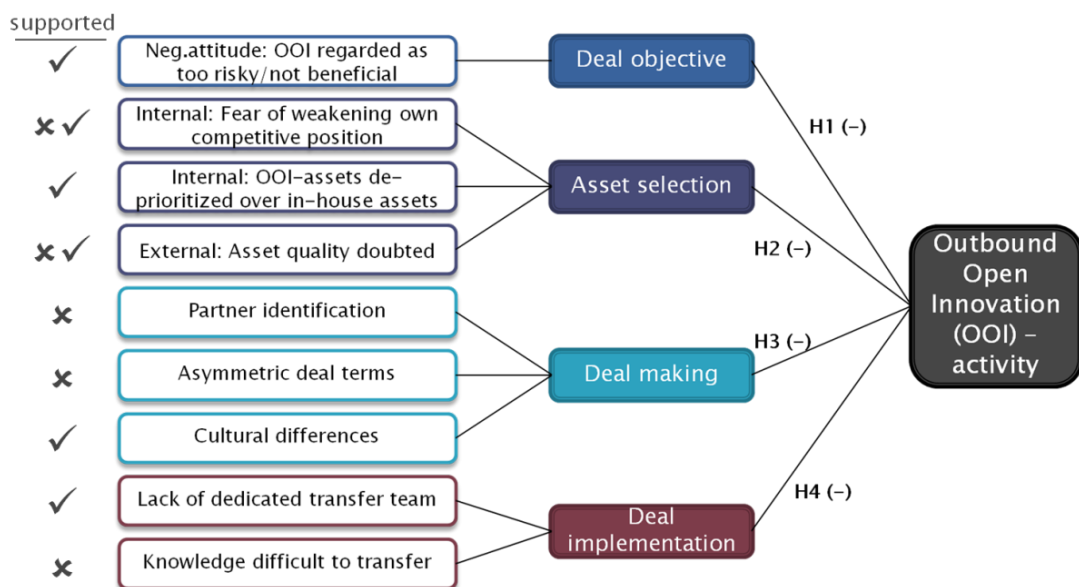 supported
Neg.attitude: OOI regarded as
too risky/not beneficial
Deal objective
Internal: Fear of weakening own
competitive position
H1 (-)
Internal: OOI-assets de-
prioritized over in-house assets
Asset selection
External: Asset quality doubted
H2 (-)
Outbound
Open
Innovation
(OOI) –
activity
Partner identification
H3 (-)
Asymmetric deal terms
Deal making
Cultural differences
Lack of dedicated transfer team
H4 (-)
Deal
implementation
Knowledge difficult to transfer